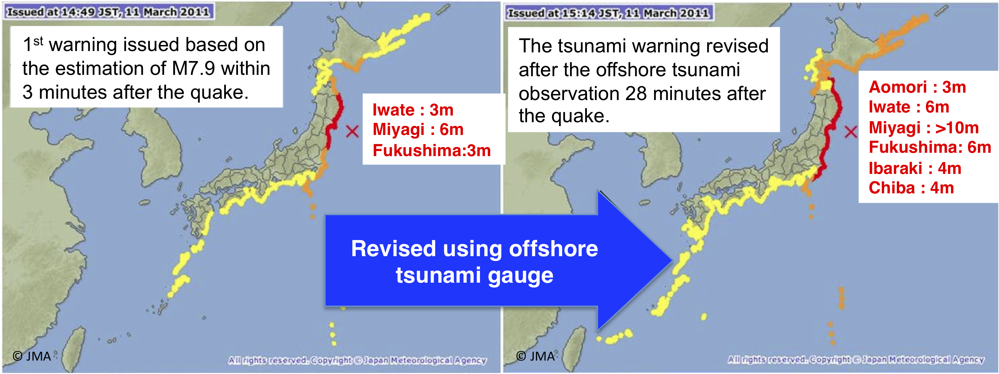 Issued at 14:49 JST, 11 March 2011
1st warning issued based on
the estimation of M7.9 within
3 minutes after the quake.
Iwate : 3m
Miyagi : 6m
Fukushima:3m
© JMA
All rights reserved. Copyright © Japan Meteorological Agency
Revised using offshore
tsunami gauge
Issued at 15:14 JST, 11 March 2011
The tsunami warning revised
after the offshore tsunami
observation 28 minutes after
the quake.
Aomori : 3m
Iwate : 6m
Miyagi : >10m
Fukushima: 6m
Ibaraki : 4m
Chiba : 4m
© JMA
All rights reserved. Copyright © Japan Meteorological Agency